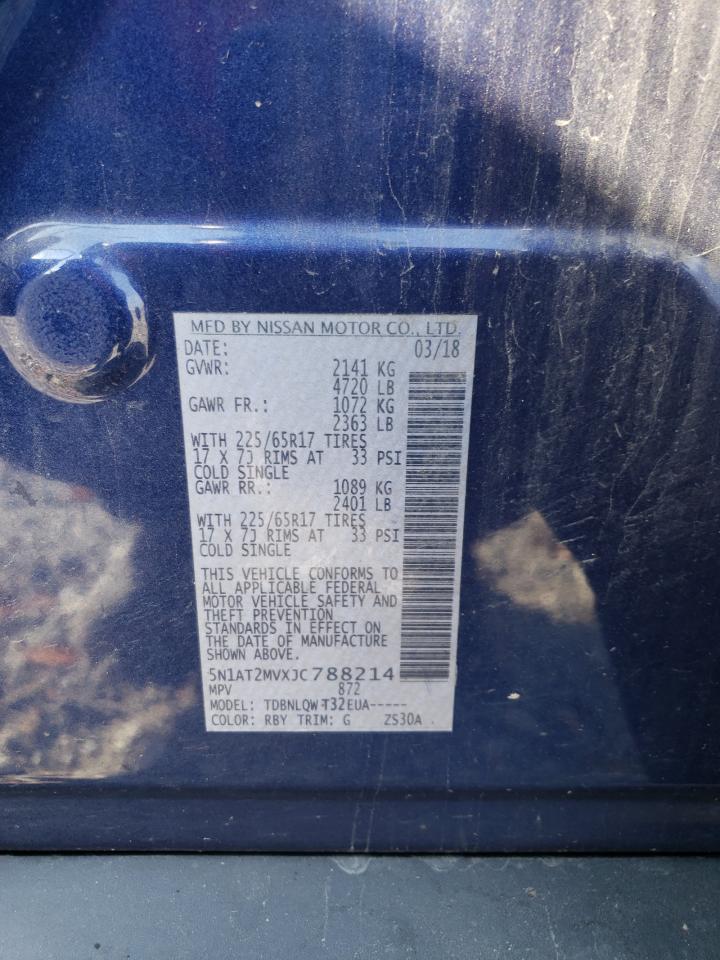 MFD BY NISSAN MOTOR CO., LTD.
DATE: 03/18
GVWR: 2141 KG
4720 LB
GAWR FR.: 1072 KG
2363 LB
WITH 225/65R17 TIRES
17 X 7J RIMS AT 33 PSI
COLD SINGLE
GAWR RR.: 1089 KG
2401 LB
WITH 225/65R17 TIRES
17 X 7J RIMS AT 33 PSI
COLD SINGLE
THIS VEHICLE CONFORMS TO
ALL APPLICABLE FEDERAL
MOTOR VEHICLE SAFETY AND
THEFT PREVENTION
STANDARDS IN EFFECT ON
THE DATE OF MANUFACTURE
SHOWN ABOVE.
5N1AT2MVXJC788214
MPV 872
MODEL: TDBNLQW-T32EUA-----
COLOR: RBY TRIM: G ZS30A